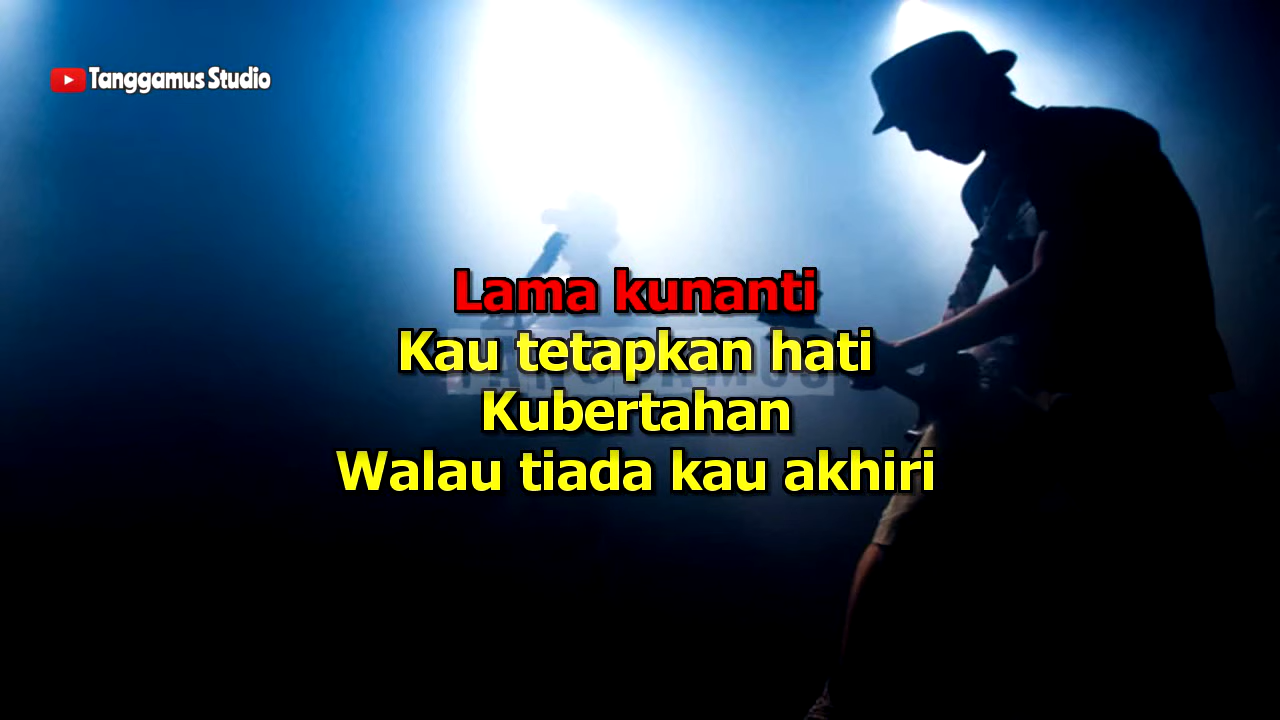 Tanggamus Studio
Lama kunanti
Kau tetapkan hati
Kubertahan
Walau tiada kau akhiri